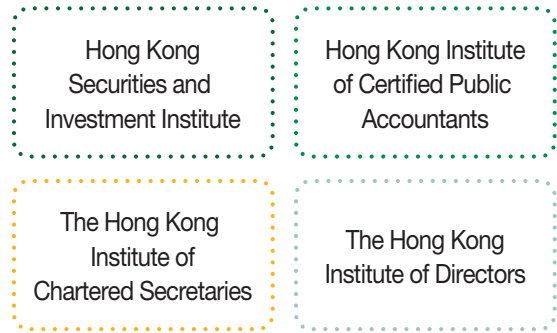 Hong Kong
Securities and
Investment Institute
Hong Kong Institute
of Certified Public
Accountants
The Hong Kong
Institute of
Chartered Secretaries
The Hong Kong
Institute of Directors